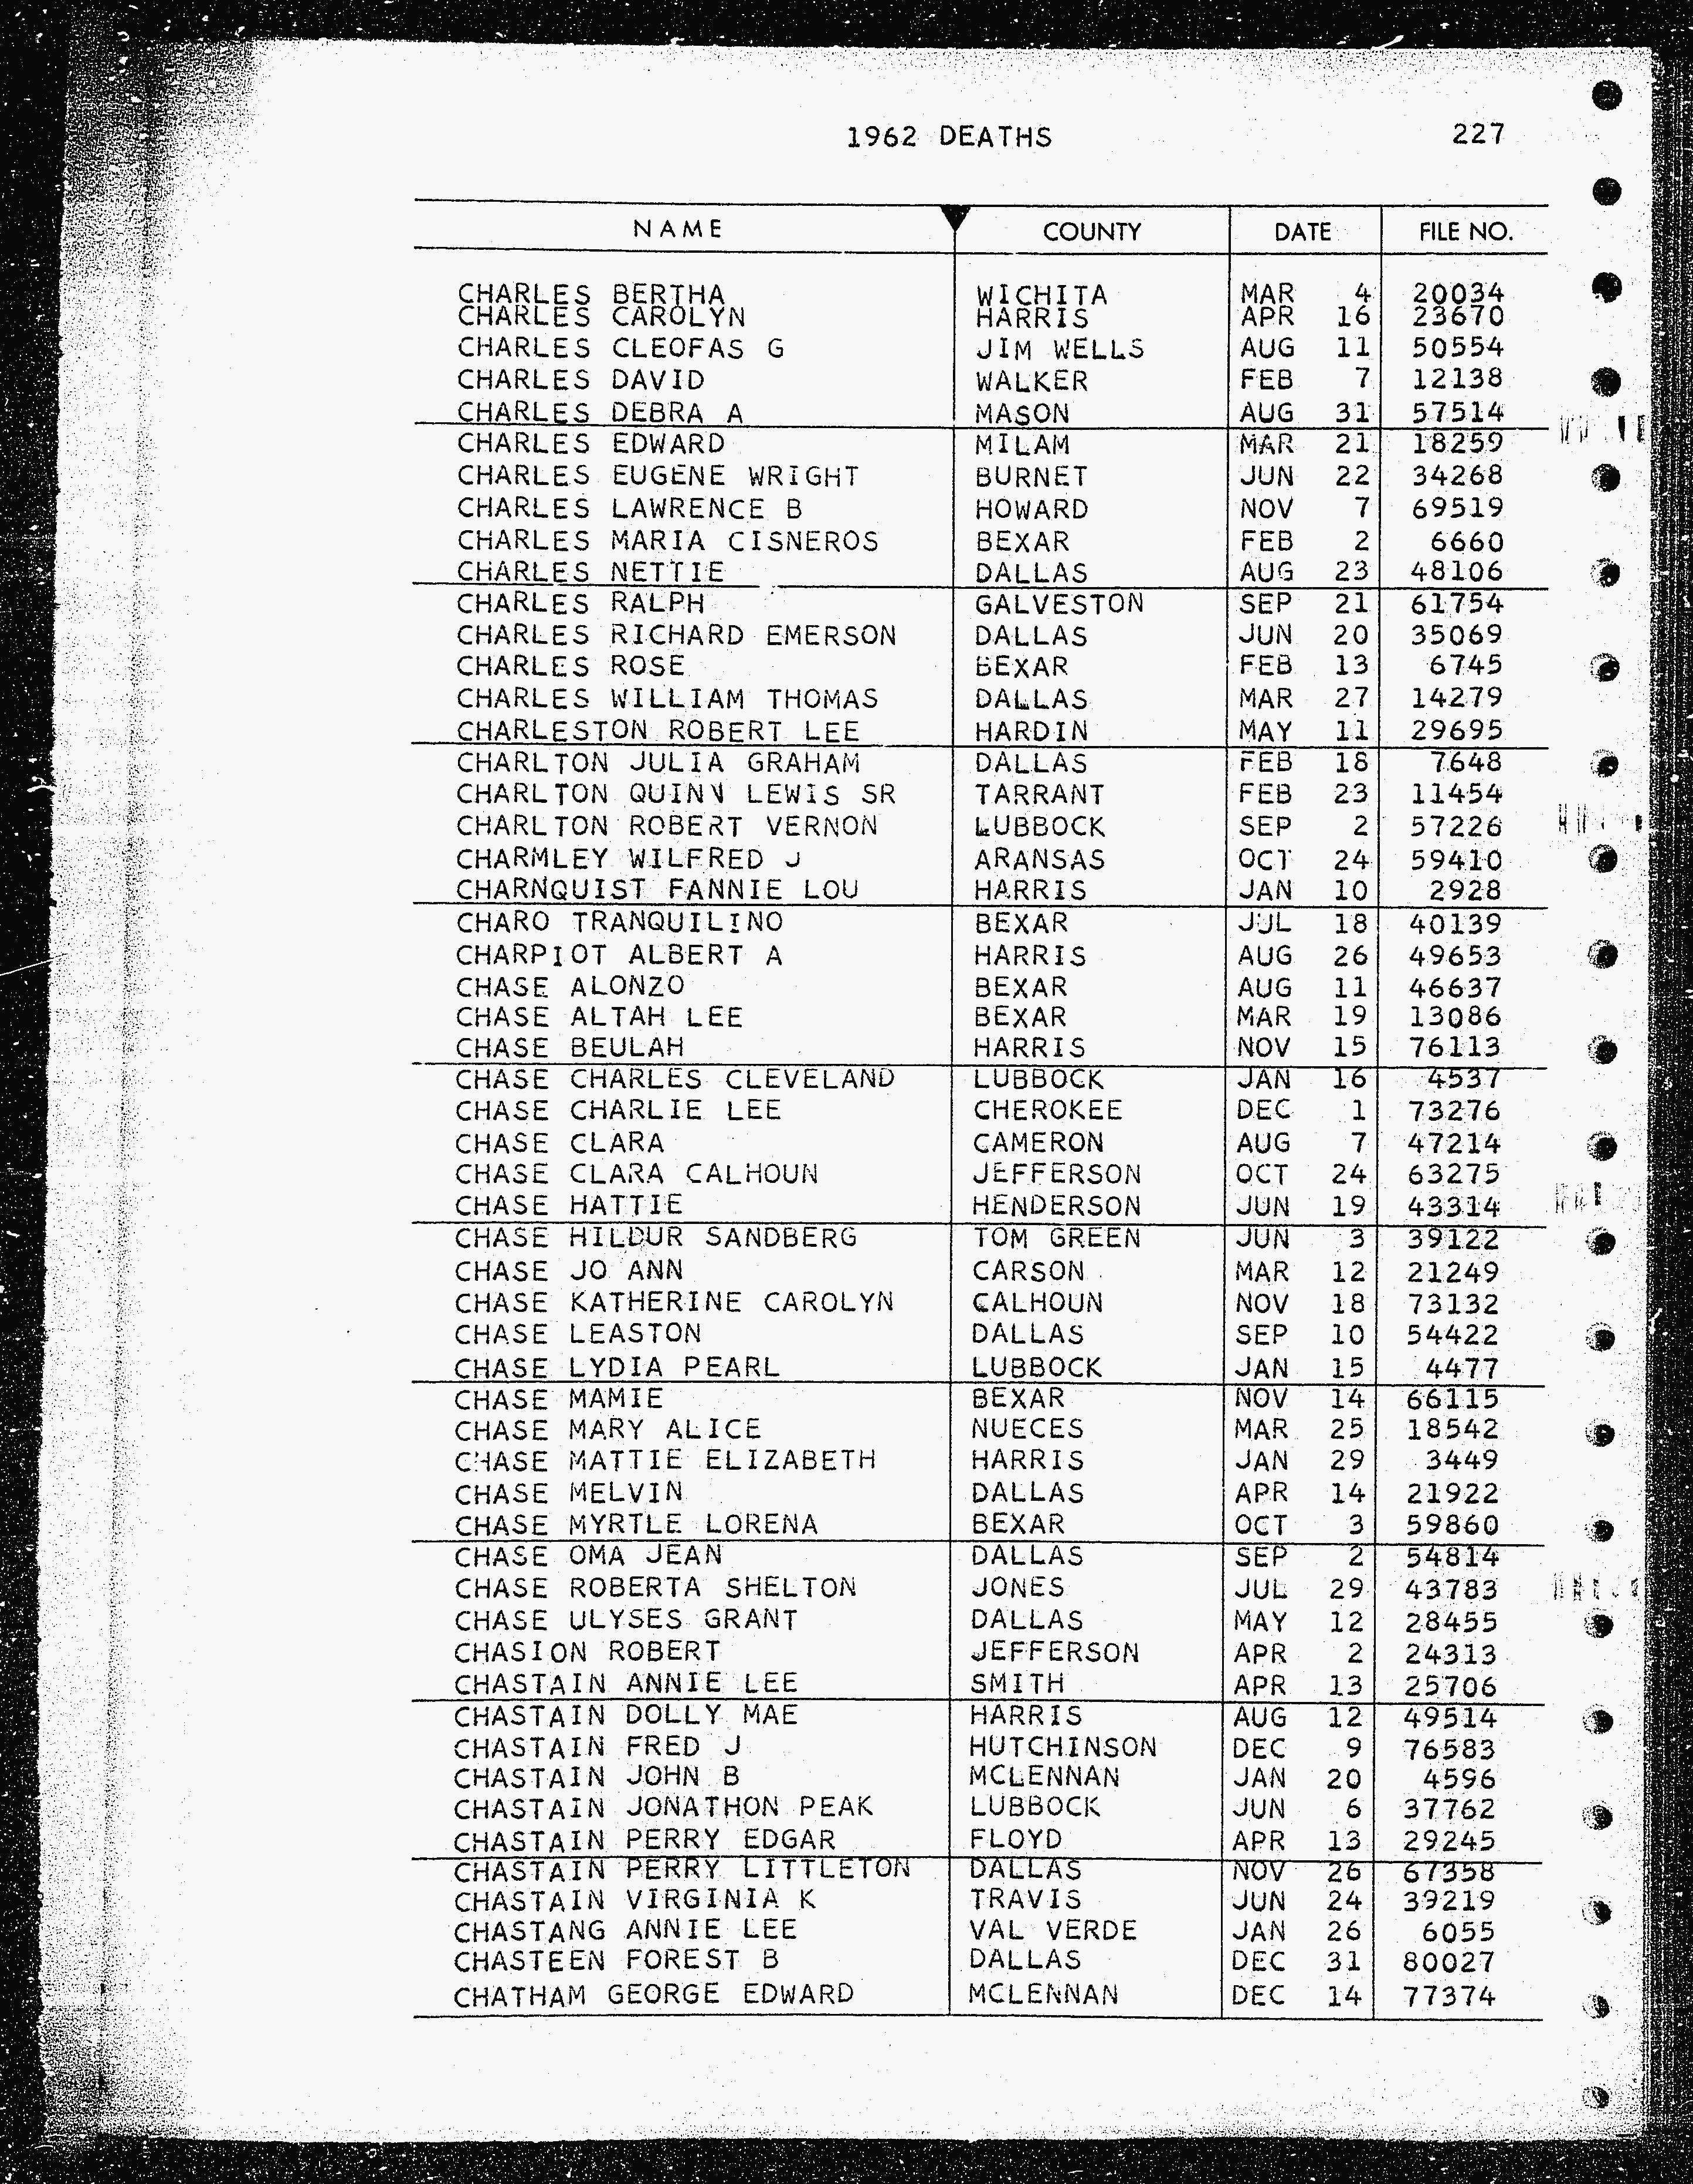 1962 DEATHS 227
NAME COUNTY DATE FILE NO.
CHARLES BERTHA WICHITA MAR 4 20034
CHARLES CAROLYN HARRIS APR 16 23670
CHARLES CLEOFAS G JIM WELLS AUG 11 50554
CHARLES DAVID WALKER FEB 7 12138
CHARLES DEBRA A MASON AUG 31 57514
CHARLES EDWARD MILAM MAR 21 18259
CHARLES EUGENE WRIGHT BURNET JUN 22 34268
CHARLES LAWRENCE B HOWARD NOV 7 69519
CHARLES MARIA CISNEROS BEXAR FEB 2 6660
CHARLES NETTIE DALLAS AUG 23 48106
CHARLES RALPH GALVESTON SEP 21 61754
CHARLES RICHARD EMERSON DALLAS JUN 20 35069
CHARLES ROSE BEXAR FEB 13 6745
CHARLES WILLIAM THOMAS DALLAS MAR 27 14279
CHARLESTON ROBERT LEE HARDIN MAY 11 29695
CHARLTON JULIA GRAHAM DALLAS FEB 18 7648
CHARLTON QUINN LEWIS SR TARRANT FEB 23 11454
CHARLTON ROBERT VERNON LUBBOCK SEP 2 57226
CHARMLEY WILFRED J ARANSAS OCT 24 59410
CHARNQUIST FANNIE LOU HARRIS JAN 10 2928
CHARO TRANQUILINO BEXAR JUL 18 40139
CHARPIOT ALBERT A HARRIS AUG 26 49653
CHASE ALONZO BEXAR AUG 11 46637
CHASE ALTAH LEE BEXAR MAR 19 13086
CHASE BEULAH HARRIS NOV 15 76113
CHASE CHARLES CLEVELAND LUBBOCK JAN 16 4537
CHASE CHARLIE LEE CHEROKEE DEC 1 73276
CHASE CLARA CAMERON AUG 7 47214
CHASE CLARA CALHOUN JEFFERSON OCT 24 63275
CHASE HATTIE HENDERSON JUN 19 43314
CHASE HILDUR SANDBERG TOM GREEN JUN 3 39122
CHASE JO ANN CARSON MAR 12 21249
CHASE KATHERINE CAROLYN CALHOUN NOV 18 73132
CHASE LEASTON DALLAS SEP 10 54422
CHASE LYDIA PEARL LUBBOCK JAN 15 4477
CHASE MAMIE BEXAR NOV 14 66115
CHASE MARY ALICE NUECES MAR 25 18542
CHASE MATTIE ELIZABETH HARRIS JAN 29 3449
CHASE MELVIN DALLAS APR 14 21922
CHASE MYRTLE LORENA BEXAR OCT 3 59860
CHASE OMA JEAN DALLAS SEP 2 54814
CHASE ROBERTA SHELTON JONES JUL 29 43783
CHASE ULYSES GRANT DALLAS MAY 12 28455
CHASION ROBERT JEFFERSON APR 2 24313
CHASTAIN ANNIE LEE SMITH APR 13 25706
CHASTAIN DOLLY MAE HARRIS AUG 12 49514
CHASTAIN FRED J HUTCHINSON DEC 9 76583
CHASTAIN JOHN B MCLENNAN JAN 20 4596
CHASTAIN JONATHON PEAK LUBBOCK JUN 6 37762
CHASTAIN PERRY EDGAR FLOYD APR 13 29245
CHASTAIN PERRY LITTLETON DALLAS NOV 26 67358
CHASTAIN VIRGINIA K TRAVIS JUN 24 39219
CHASTANG ANNIE LEE VAL VERDE JAN 26 6055
CHASTEEN FOREST B DALLAS DEC 31 80027
CHATHAM GEORGE EDWARD MCLENNAN DEC 14 77374